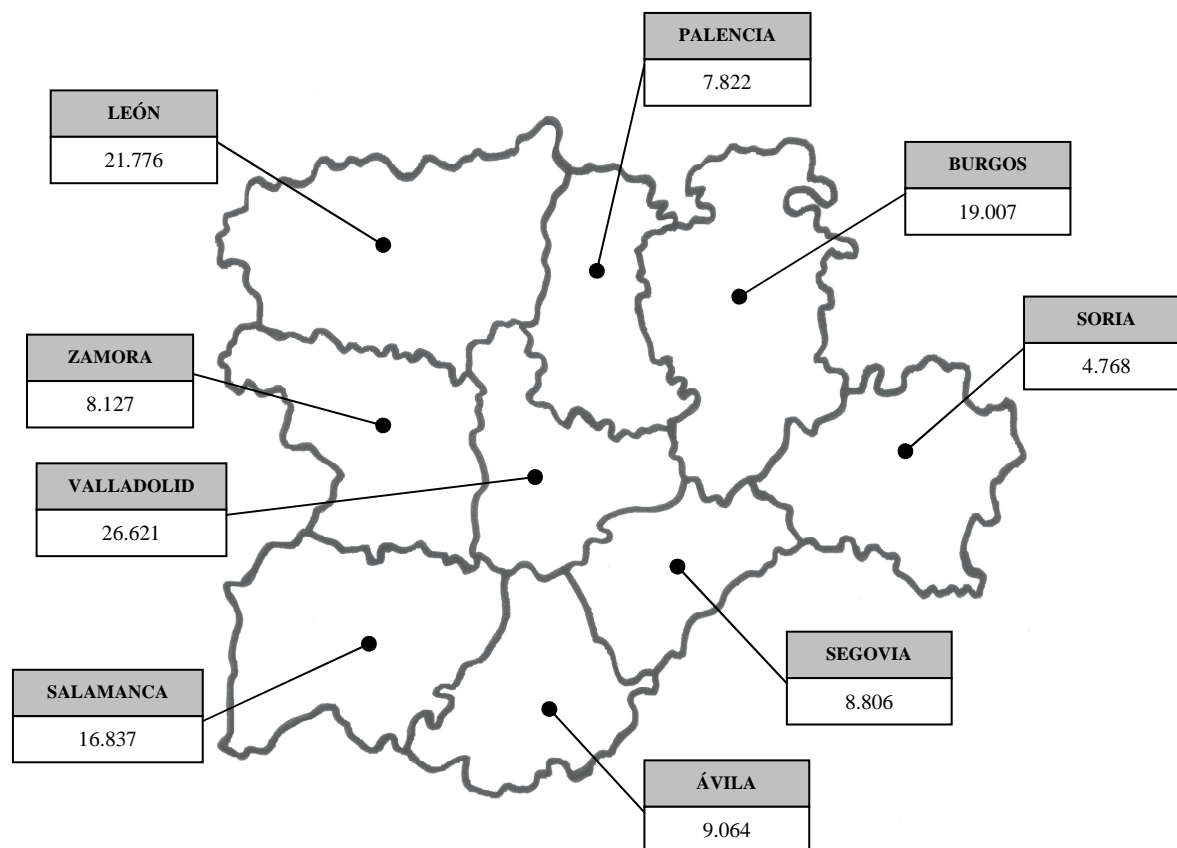 PALENCIA
7.822
LEÓN
21.776
BURGOS
19.007
SORIA
4.768
ZAMORA
8.127
VALLADOLID
26.621
SEGOVIA
8.806
SALAMANCA
16.837
ÁVILA
9.064